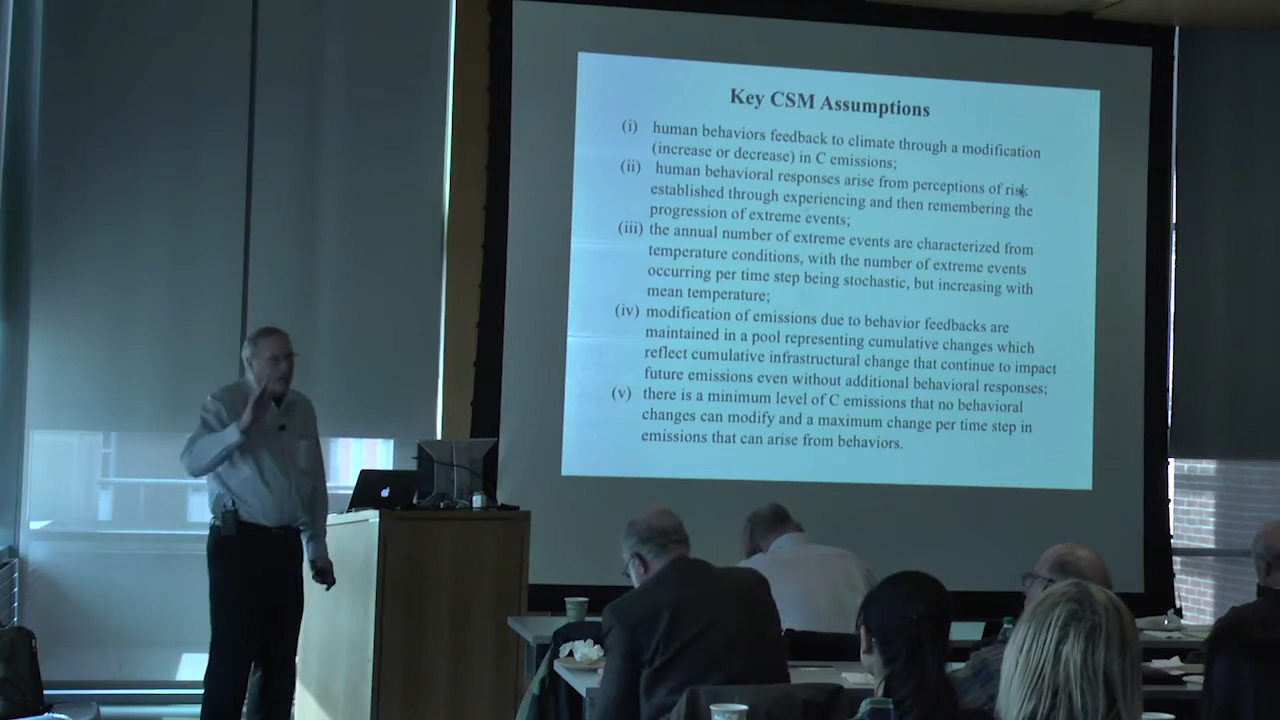 Key CSM Assumptions
(i) human behaviors feedback to climate through a modification
(increase or decrease) in C emissions;
(ii) human behavioral responses arise from perceptions of risk
established through experiencing and then remembering the
progression of extreme events;
(iii) the annual number of extreme events are characterized from
temperature conditions, with the number of extreme events
occurring per time step being stochastic, but increasing with
mean temperature;
(iv) modification of emissions due to behavior feedbacks are
maintained in a pool representing cumulative changes which
reflect cumulative infrastructural change that continue to impact
future emissions even without additional behavioral responses;
(v) there is a minimum level of C emissions that no behavioral
changes can modify and a maximum change per time step in
emissions that can arise from behaviors.